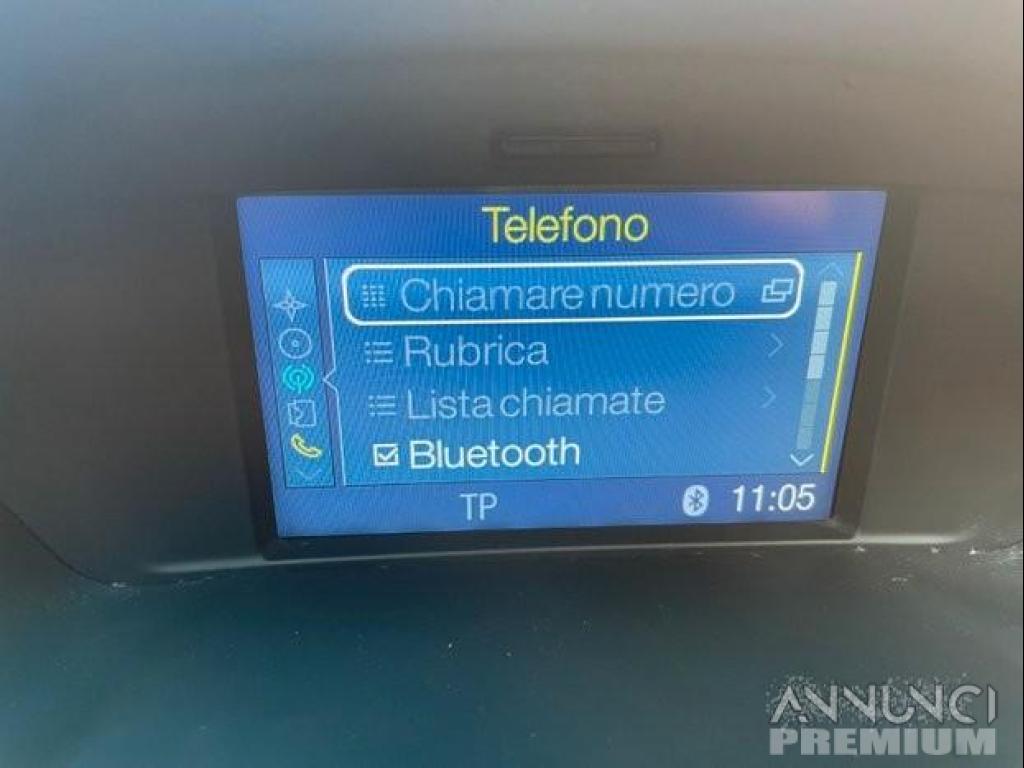 Telefono
Chiamare numero
Rubrica
Lista chiamate
Bluetooth
TP
11:05
ANNUNCI
PREMIUM